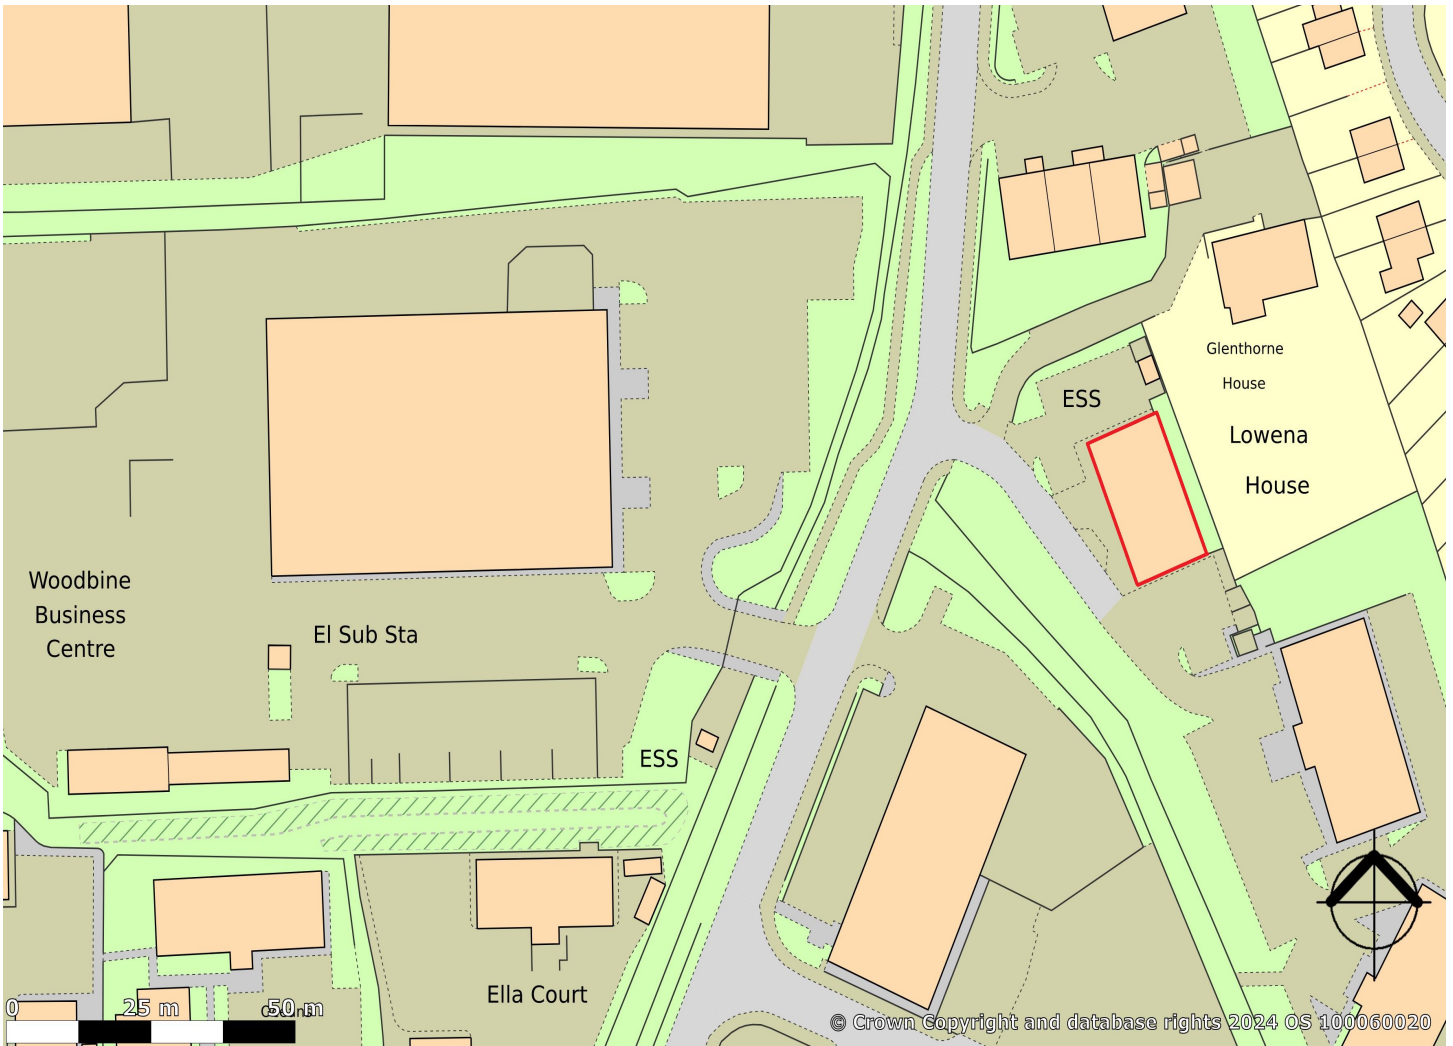 Glenthorne
House
ESS
Lowena
House
Woodbine
Business
Centre
El Sub Sta
ESS
Ella Court
0 25 m 50 m
© Crown Copyright and database rights 2024 OS 100060020